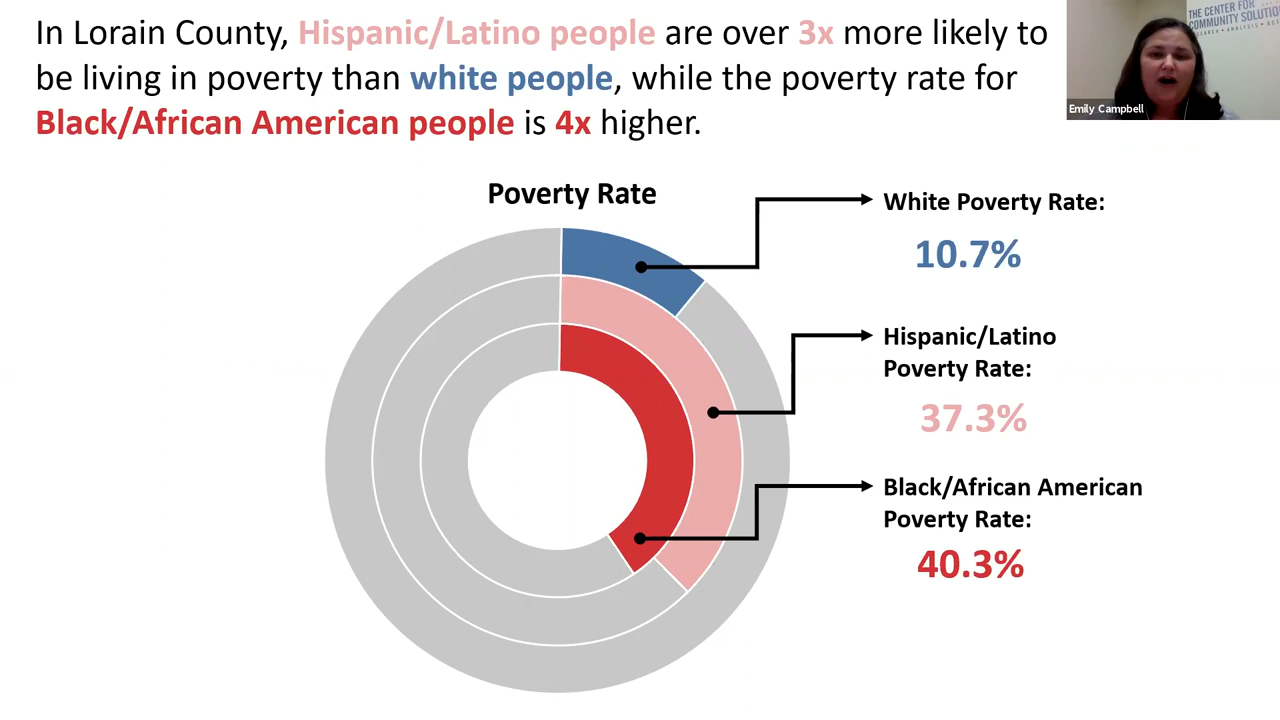 In Lorain County, Hispanic/Latino people are over 3x more likely to
be living in poverty than white people, while the poverty rate for
Black/African American people is 4x higher.
THE CENTER FOR
COMMUNITY SOLUTIO
Emily Campbell
Poverty Rate
White Poverty Rate:
10.7%
Hispanic/Latino
Poverty Rate:
37.3%
Black/African American
Poverty Rate:
40.3%